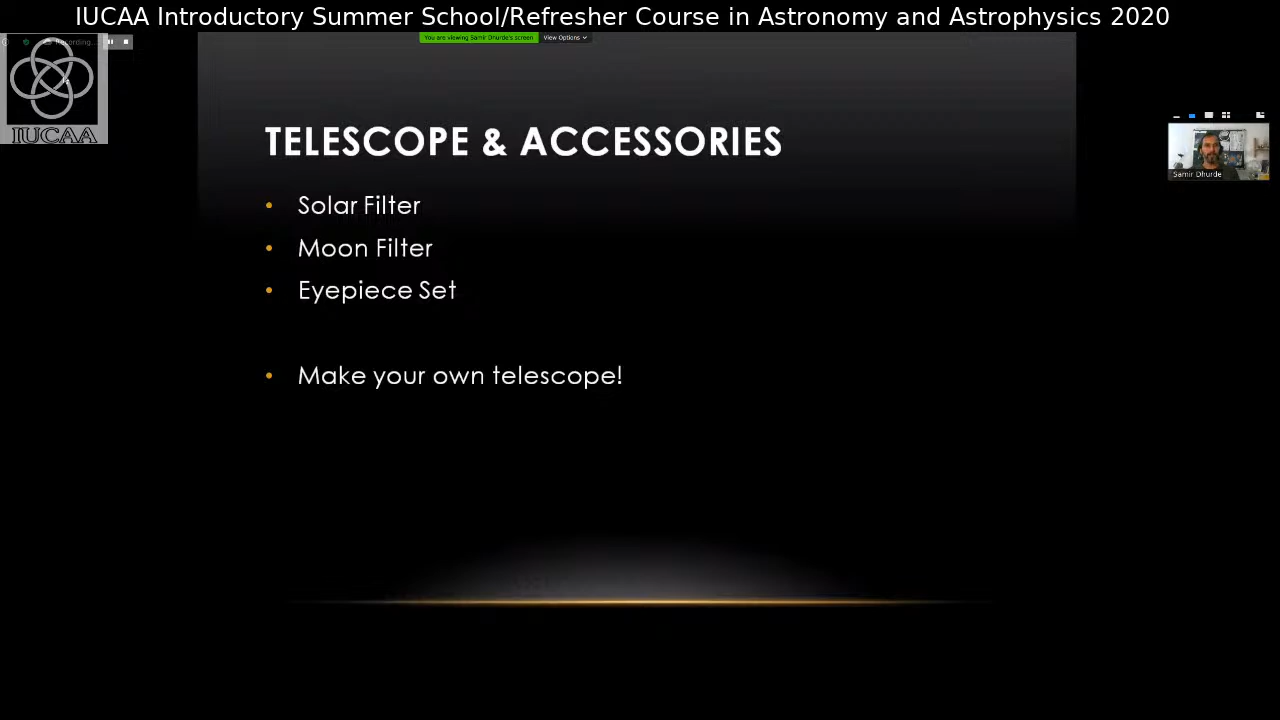 IUCAA Introductory Summer School/Refresher Course in Astronomy and Astrophysics 2020
Recording...
You are viewing Samir Dhurde's screen View Options
IUCAA
TELESCOPE & ACCESSORIES
Samir Dhurde
• Solar Filter
• Moon Filter
• Eyepiece Set
• Make your own telescope!